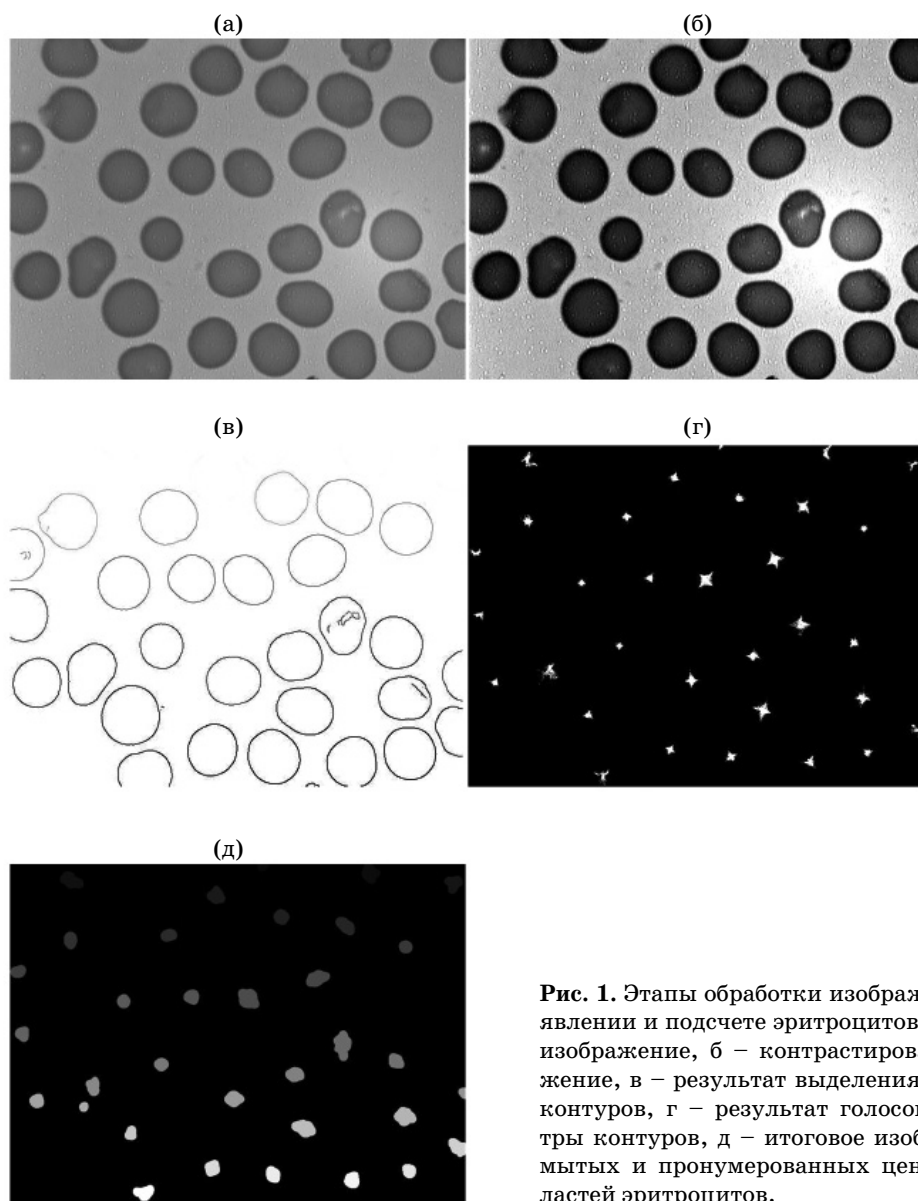 (а)
(б)
(в)
(г)
(д)
Рис. 1. Этапы обработки изображ
явлении и подсчете эритроцитов
изображение, б – контрастиров
жение, в – результат выделения
контуров, г – результат голосов
тры контуров, д – итоговое изоб
мытых и пронумерованных цен
ластей эритроцитов.